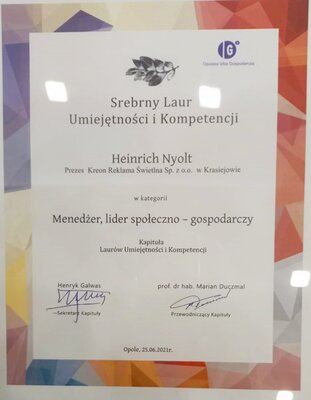 OIG
Opolska Izba Gospodarcza
Srebrny Laur
Umiejętności i Kompetencji
Heinrich Nyolt
Prezes Kreon Reklama Świetlna Sp. z o.o. w Krasiejowie
w kategorii
Menedżer, lider społeczno – gospodarczy
Kapituła
Laurów Umiejętności i Kompetencji
Henryk Galwas
prof. dr hab. Marian Duczmal
Sekretarz Kapituły
Przewodniczący Kapituły
Opole, 25.06.2021r.